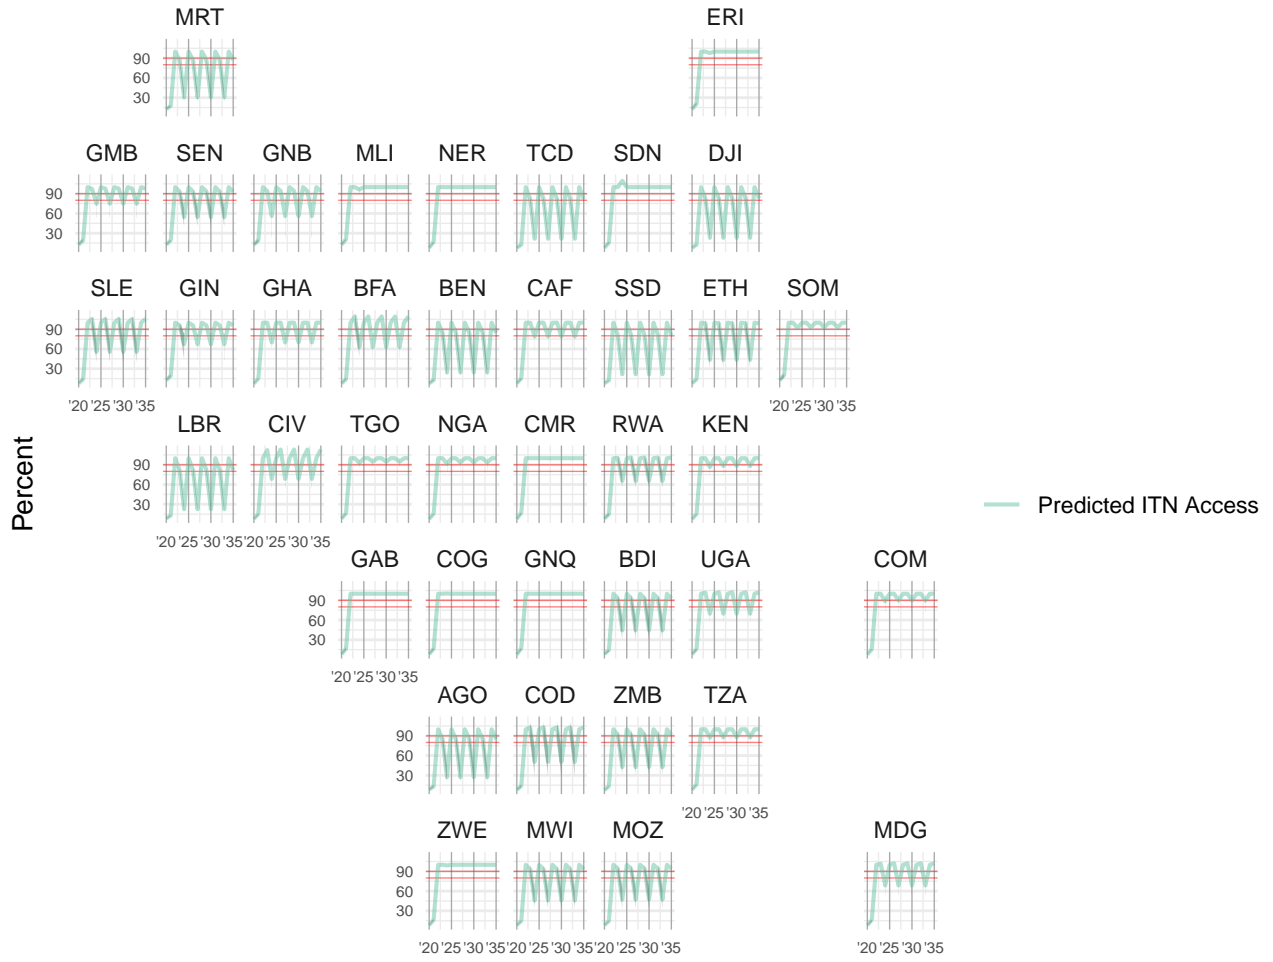 MRT ERI
90
60
30
GMB SEN GNB MLI NER TCD SDN DJI
90
60
30
SLE GIN GHA BFA BEN CAF SSD ETH SOM
90
60
30
'20 '25 '30 '35 '20 '25 '30 '35
LBR CIV TGO NGA CMR RWA KEN
90
60
30
'20 '25 '30 '35 '20 '25 '30 '35
GAB COG GNQ BDI UGA COM
90
60
30
'20 '25 '30 '35
AGO COD ZMB TZA
90
60
30
'20 '25 '30 '35
ZWE MWI MOZ MDG
90
60
30
'20 '25 '30 '35 '20 '25 '30 '35 '20 '25 '30 '35 '20 '25 '30 '35
Percent
Predicted ITN Access